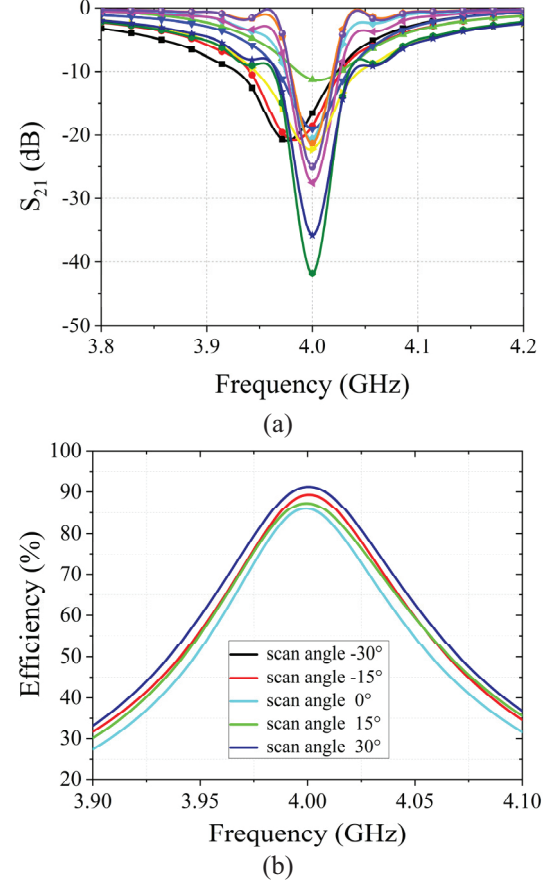 0
-10
-20
-30
-40
-50
S21 (dB)
3.8 3.9 4.0 4.1 4.2
Frequency (GHz)
(a)
100
90
80
70
60
50
40
30
20
Efficiency (%)
scan angle -30°
scan angle -15°
scan angle 0°
scan angle 15°
scan angle 30°
3.90 3.95 4.00 4.05 4.10
Frequency (GHz)
(b)